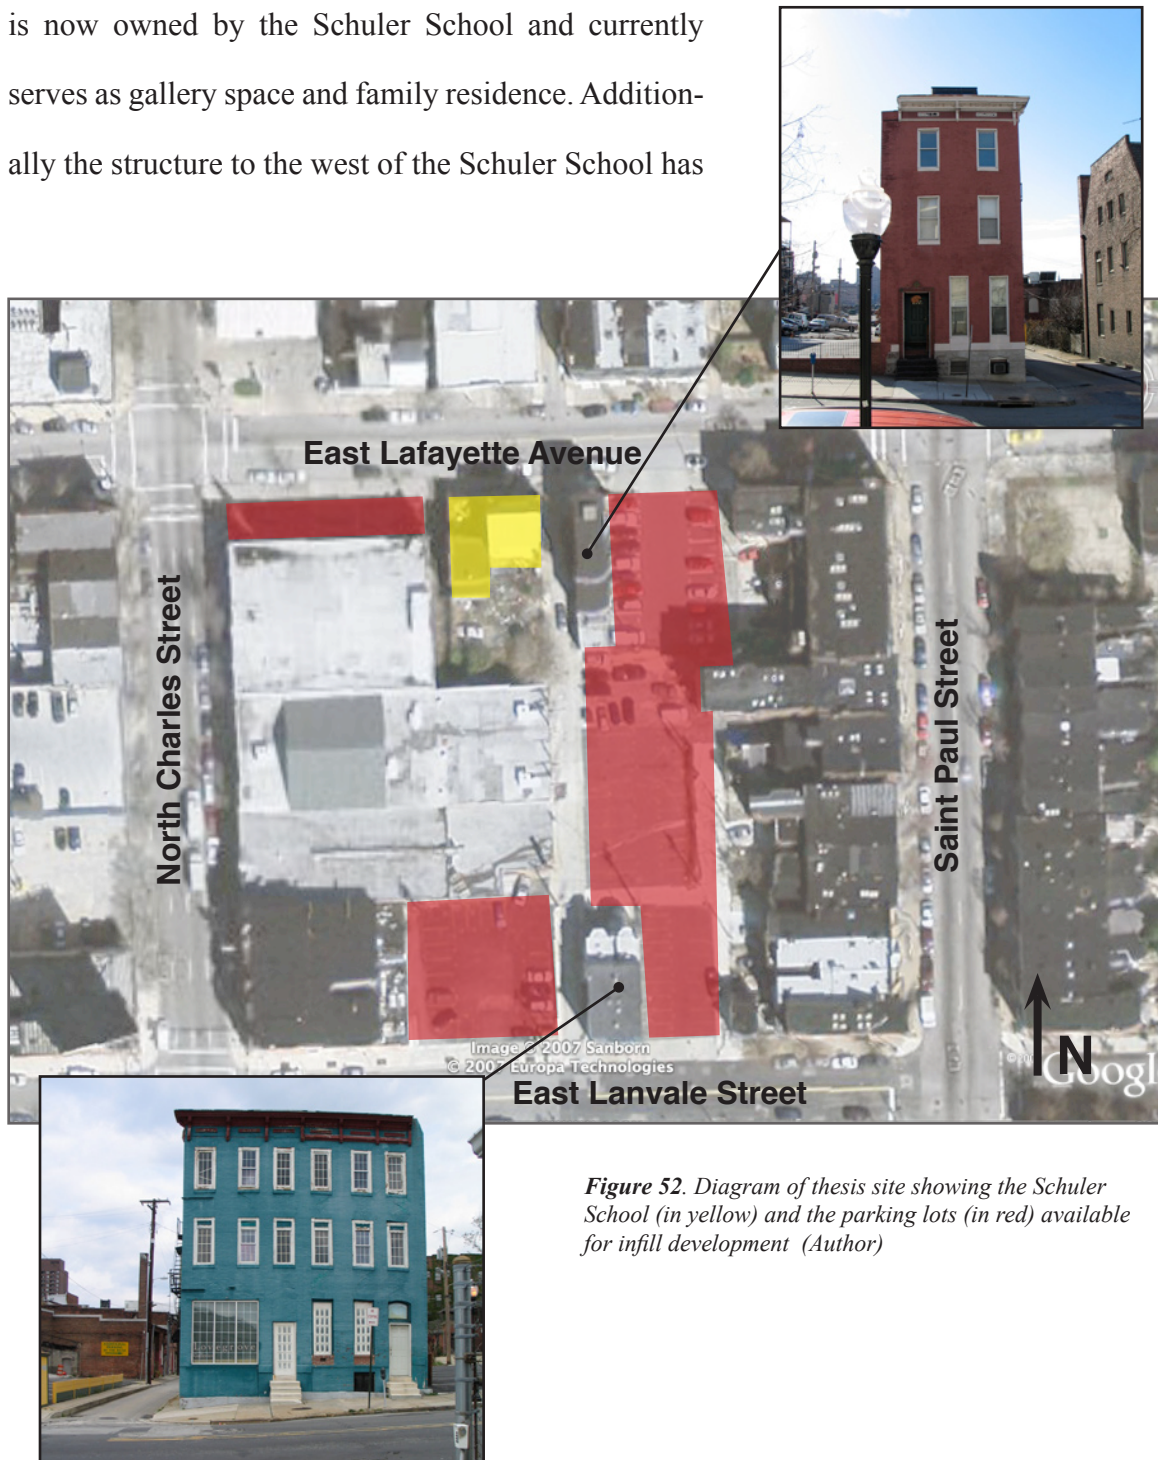 is now owned by the Schuler School and currently
serves as gallery space and family residence. Addition-
ally the structure to the west of the Schuler School has
East Lafayette Avenue
North Charles Street
Saint Paul Street
N
Image © 2007 Sanborn
© 2007 Europa Technologies
Googl
East Lanvale Street
Figure 52. Diagram of thesis site showing the Schuler
School (in yellow) and the parking lots (in red) available
for infill development (Author)